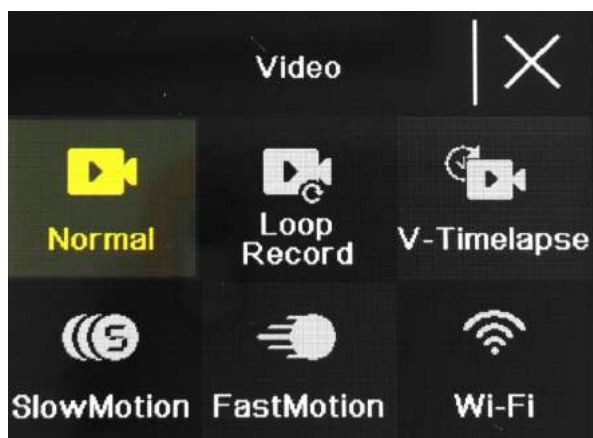 Video
Normal
Loop
Record
V-Timelapse
SlowMotion
FastMotion
Wi-Fi